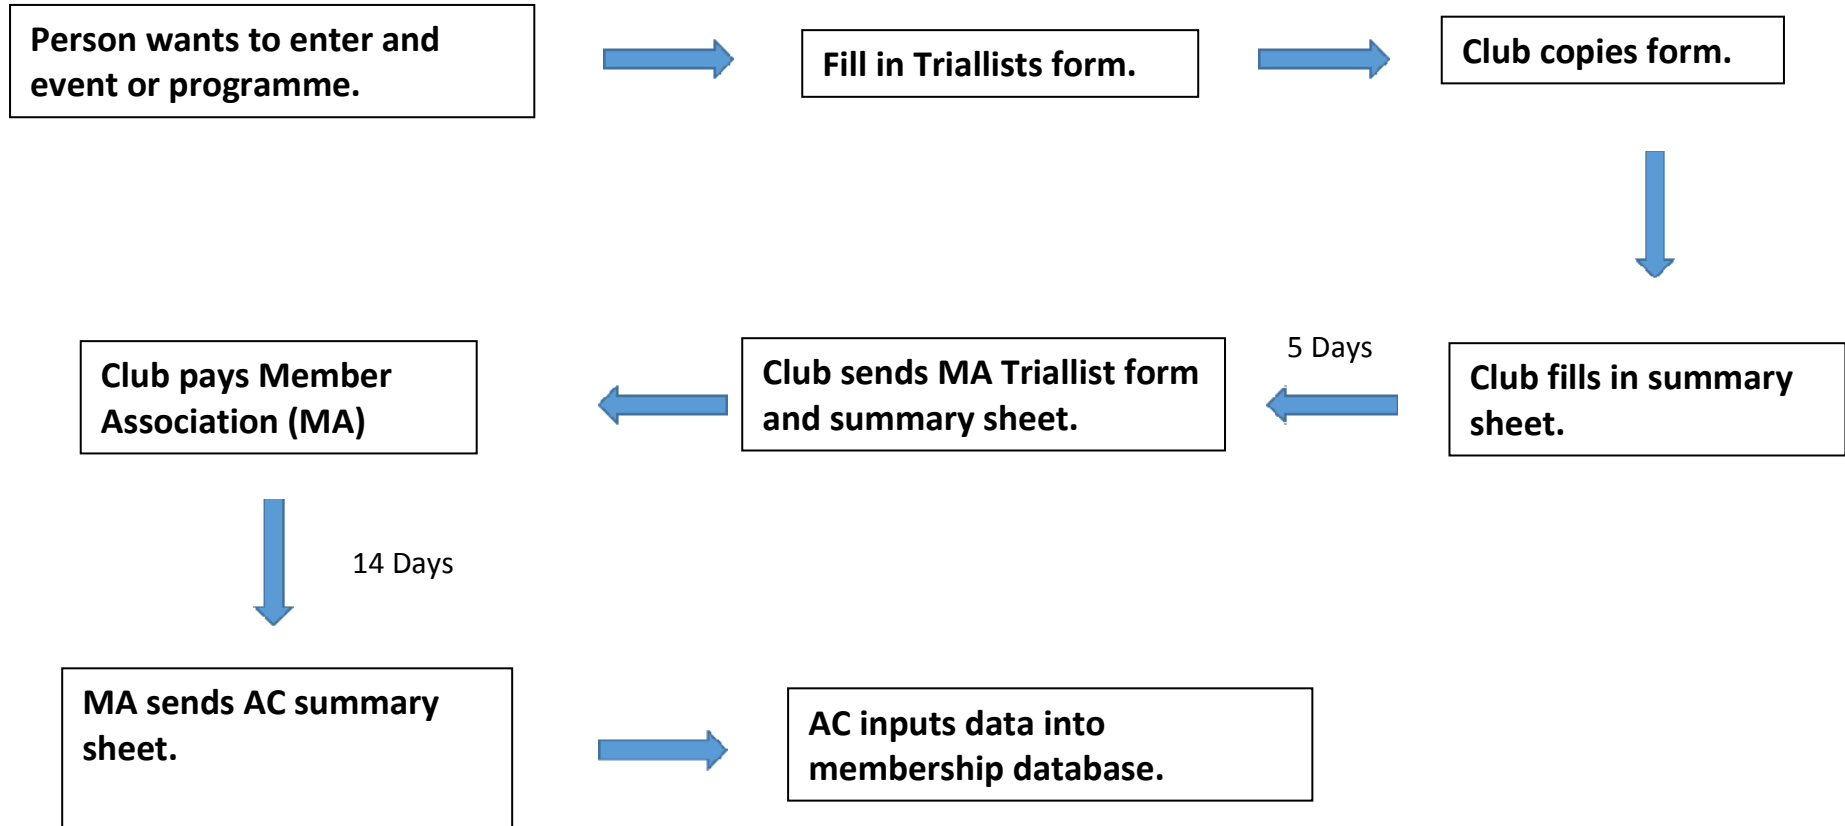 Person wants to enter and
event or programme.
Fill in Triallists form.
Club copies form.
Club fills in summary
sheet.
5 Days
Club sends MA Triallist form
and summary sheet.
Club pays Member
Association (MA)
14 Days
MA sends AC summary
sheet.
AC inputs data into
membership database.